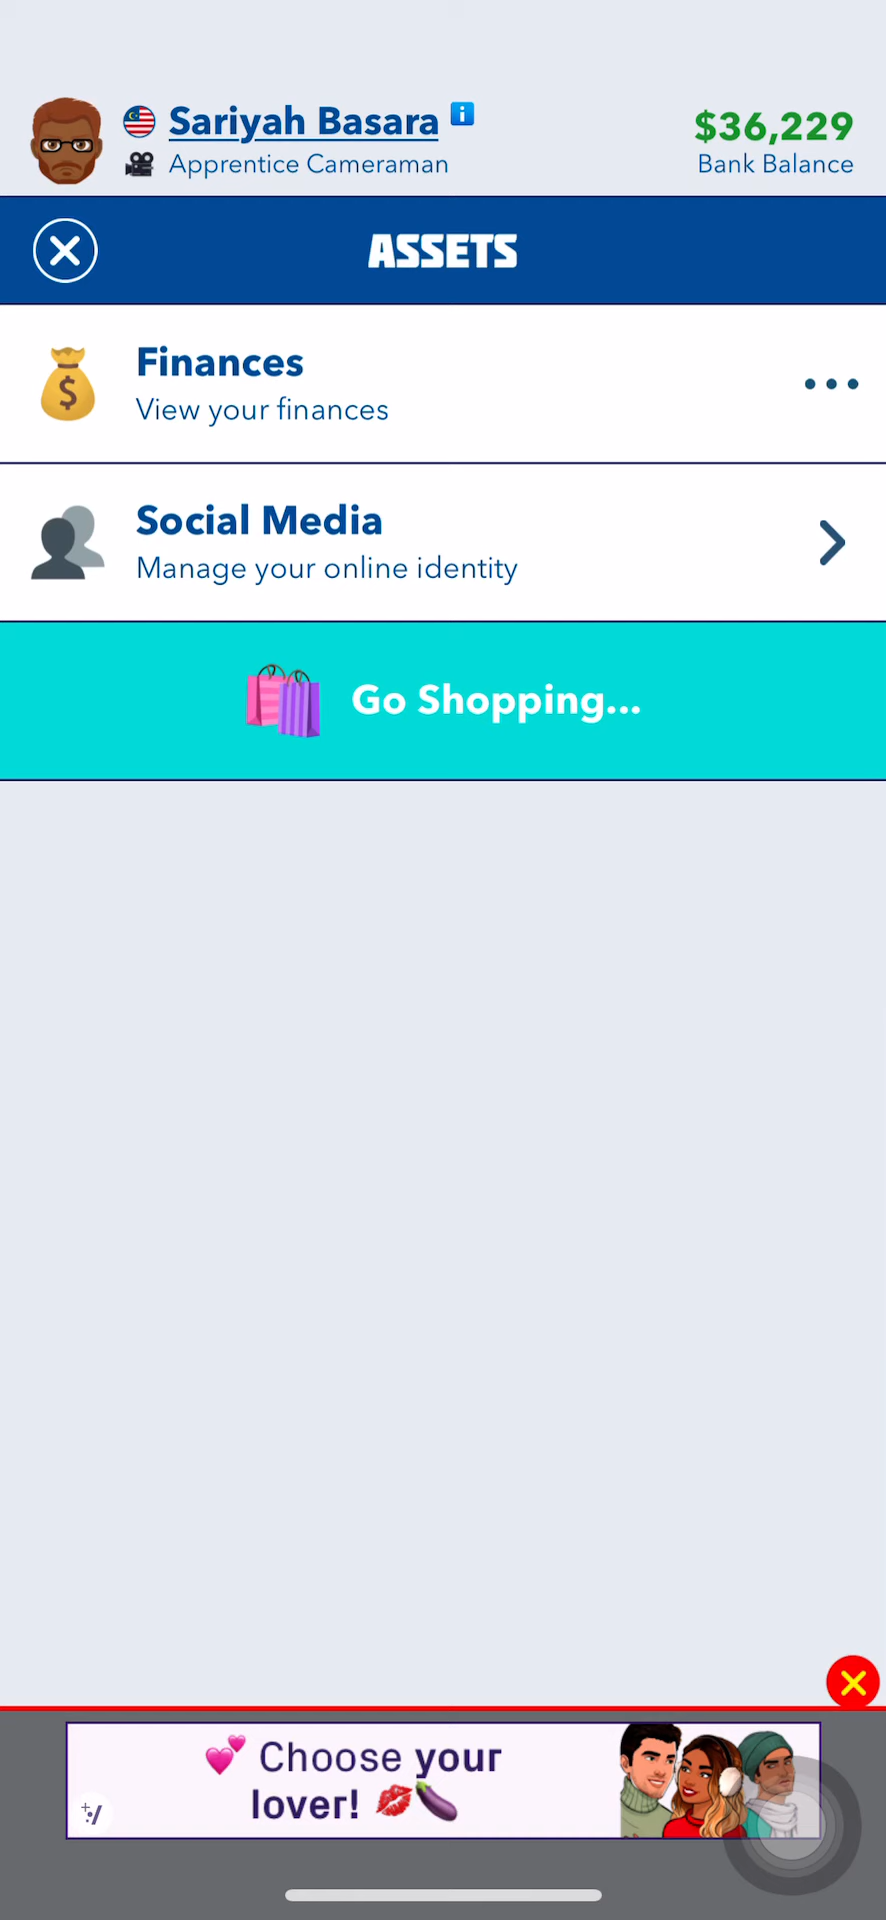 Sariyah Basara
$36,229
Apprentice Cameraman
Bank Balance
ASSETS
Finances
View your finances
Social Media
Manage your online identity
Go Shopping...
Choose your
lover!